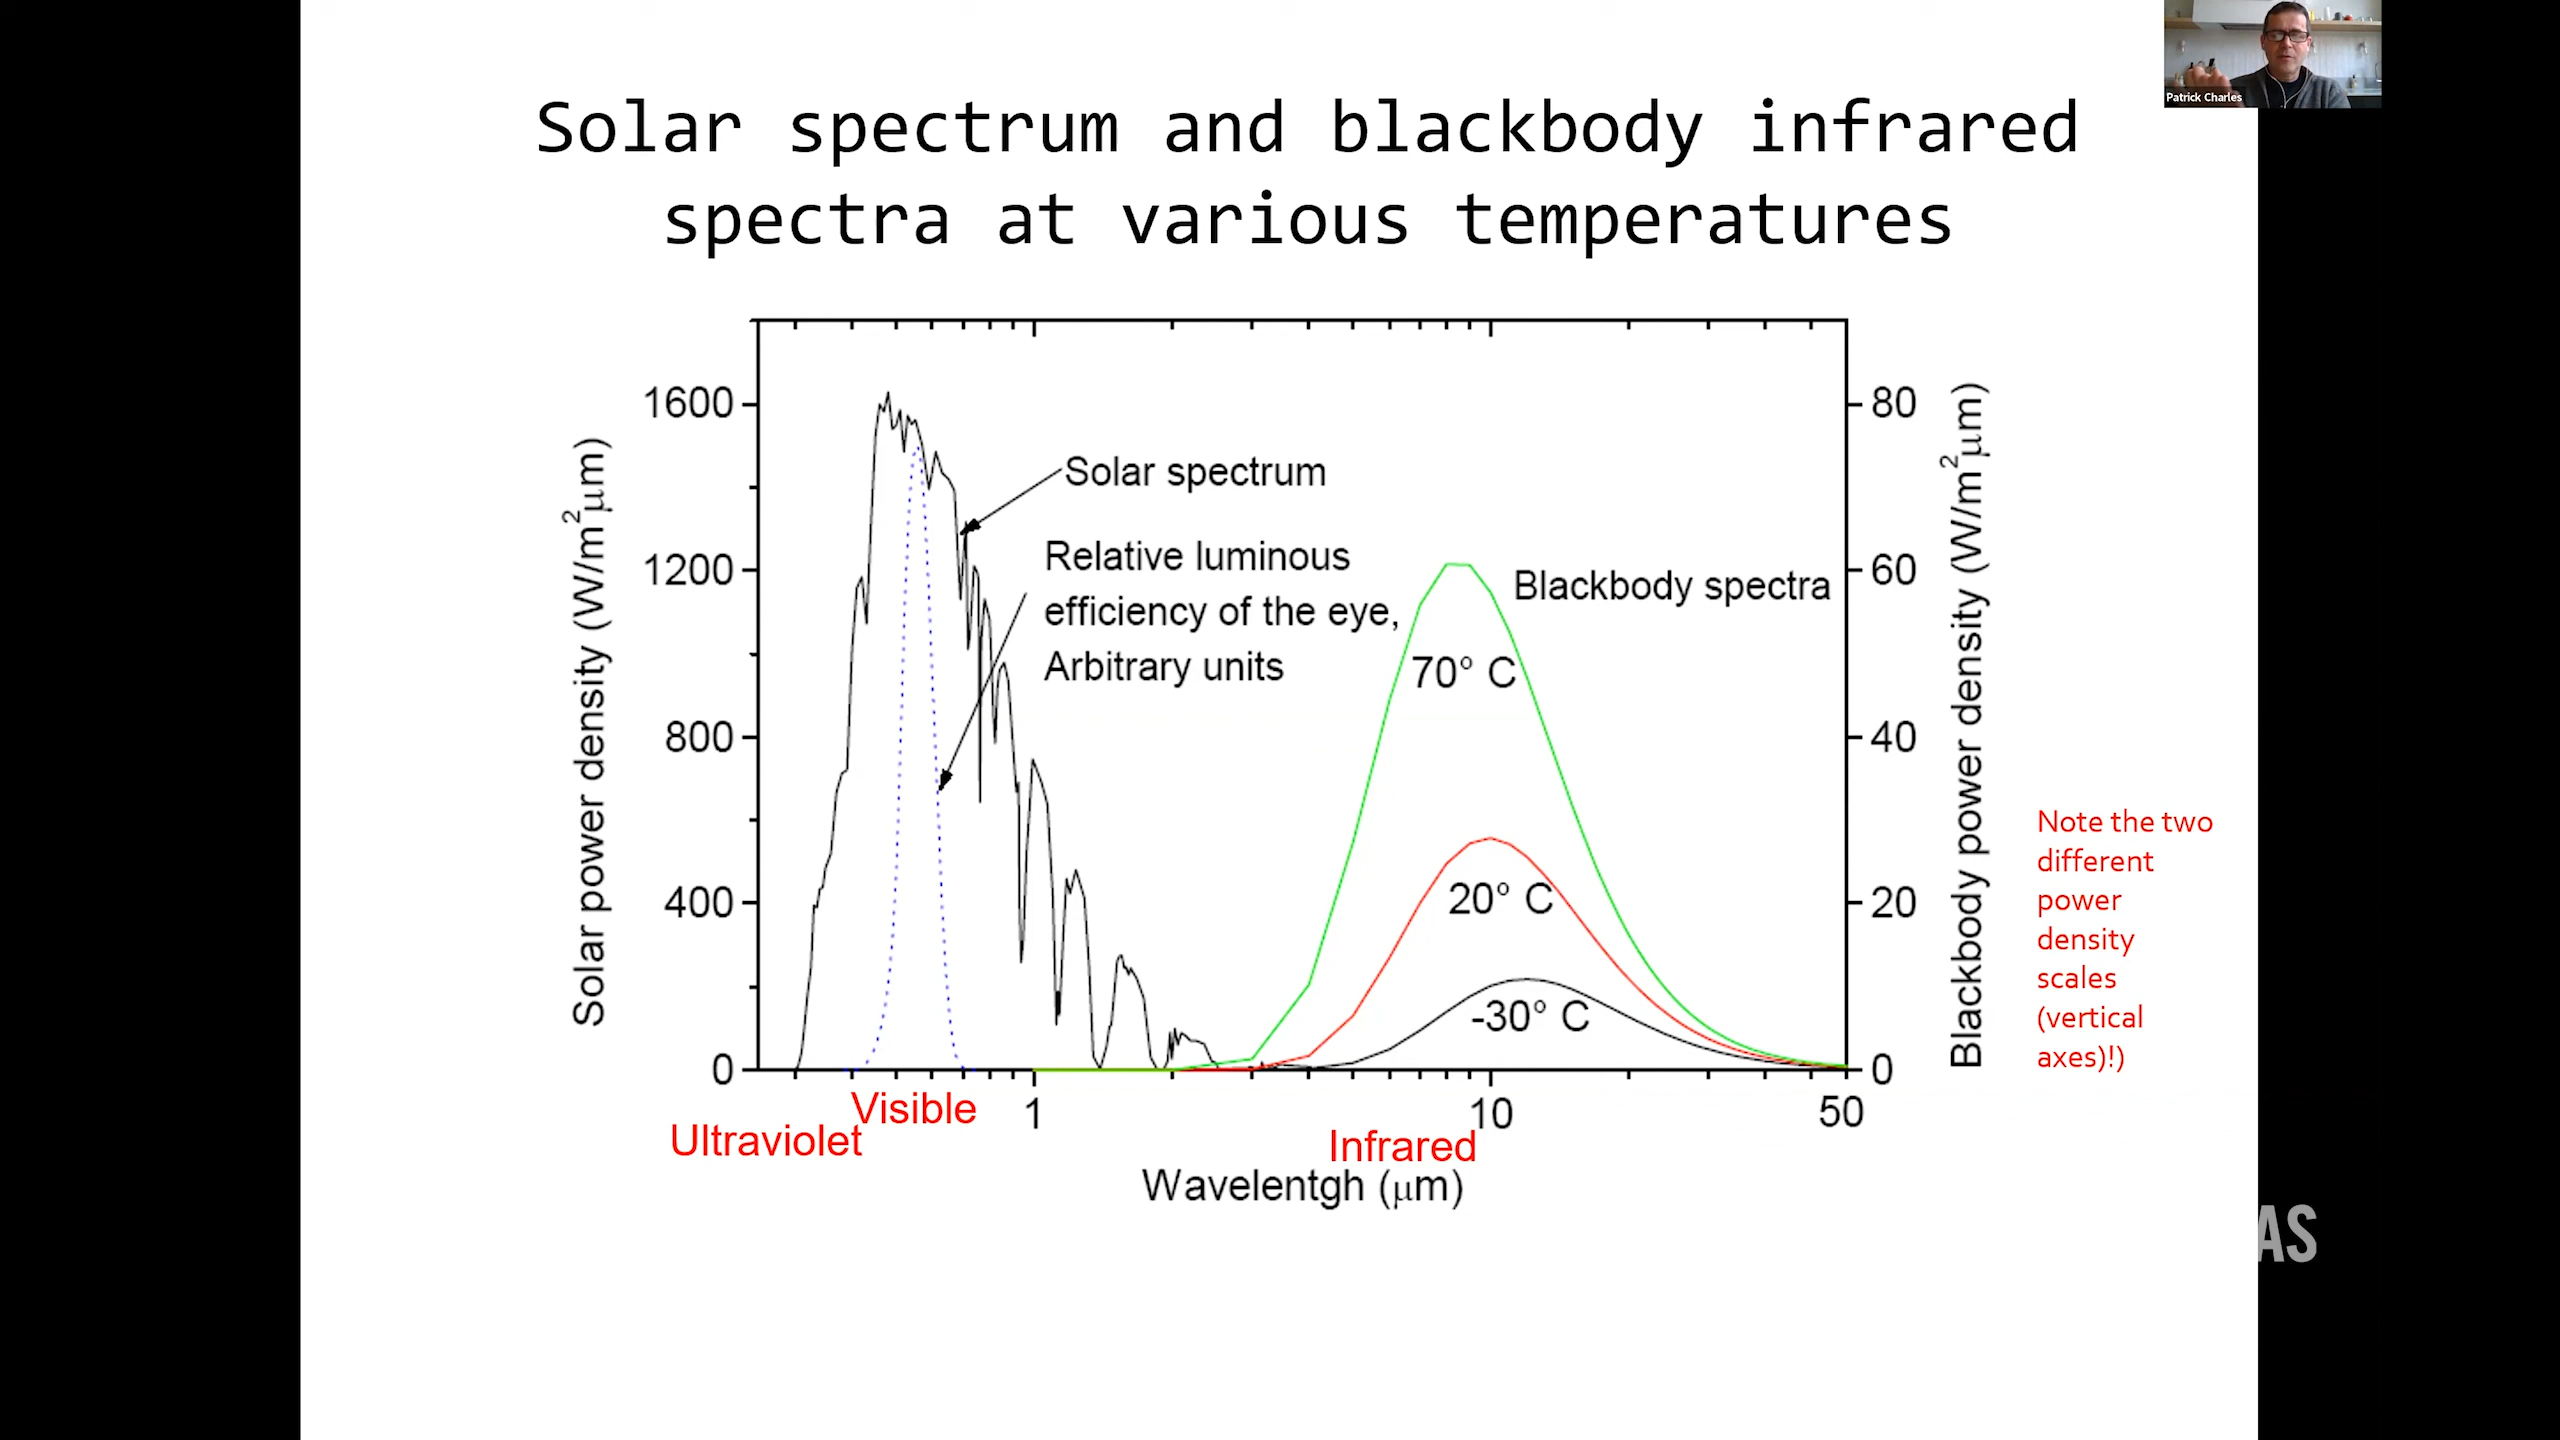 Patrick Charles
Solar spectrum and blackbody infrared
spectra at various temperatures
1600
1200
800
400
0
Solar power density (W/m²μm)
Solar spectrum
Relative luminous
efficiency of the eye,
Arbitrary units
Blackbody spectra
70° C
20° C
-30° C
80
60
40
20
0
Blackbody power density (W/m²μm)
Note the two
different
power
density
scales
(vertical
axes)!)
Visible
Ultraviolet
1
10
50
Infrared
Wavelentgh (μm)
AS